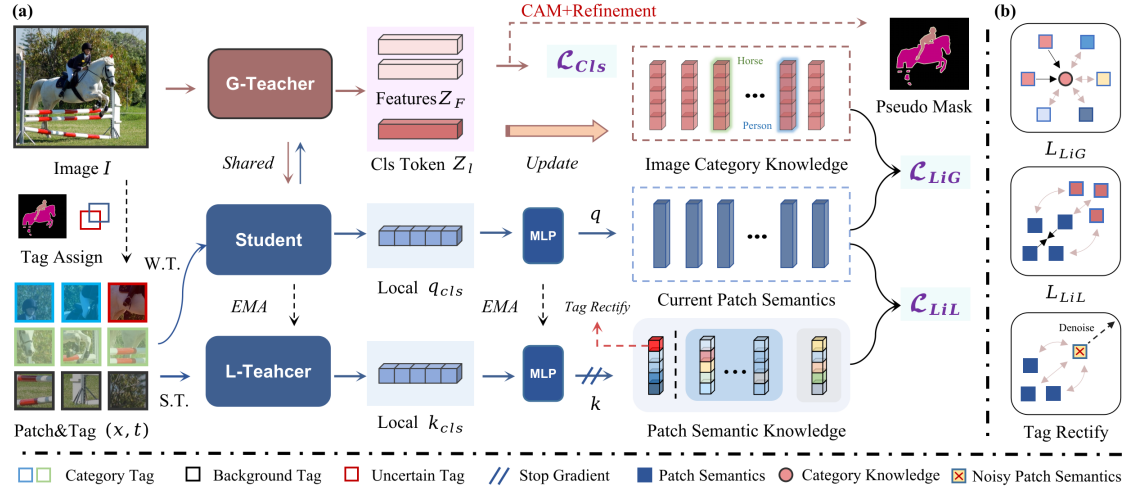 (a)
CAM+Refinement
(b)
G-Teacher
Features Z_F
Cls Token Z_l
𝓛_Cls
Horse
Person
Pseudo Mask
Image I
Shared
Update
Image Category Knowledge
L_LiG
𝓛_LiG
Tag Assign
W.T.
Student
Local q_cls
MLP
q
Current Patch Semantics
L_LiL
EMA
EMA
Tag Rectify
𝓛_LiL
Denoise
L-Teahcer
Local k_cls
MLP
k
S.T.
Patch&Tag (x, t)
Patch Semantic Knowledge
Tag Rectify
Category Tag
Background Tag
Uncertain Tag
Stop Gradient
Patch Semantics
Category Knowledge
Noisy Patch Semantics